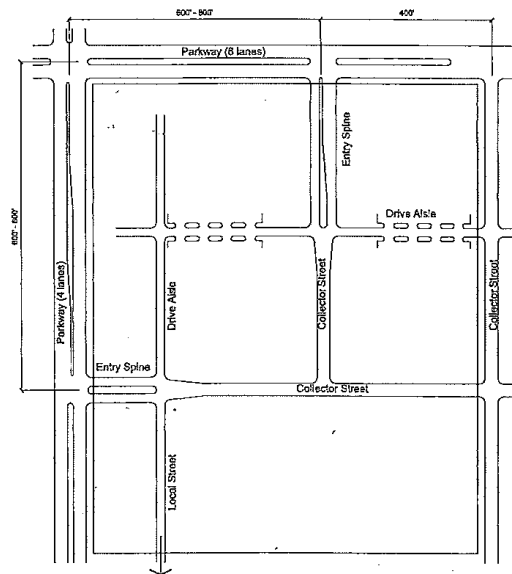 600' - 800'
400'
Parkway (6 lanes)
Entry Spine
600' - 800'
Drive Aisle
Parkway (4 lanes)
Drive Aisle
Collector Street
Collector Street
Entry Spine
Collector Street
Local Street